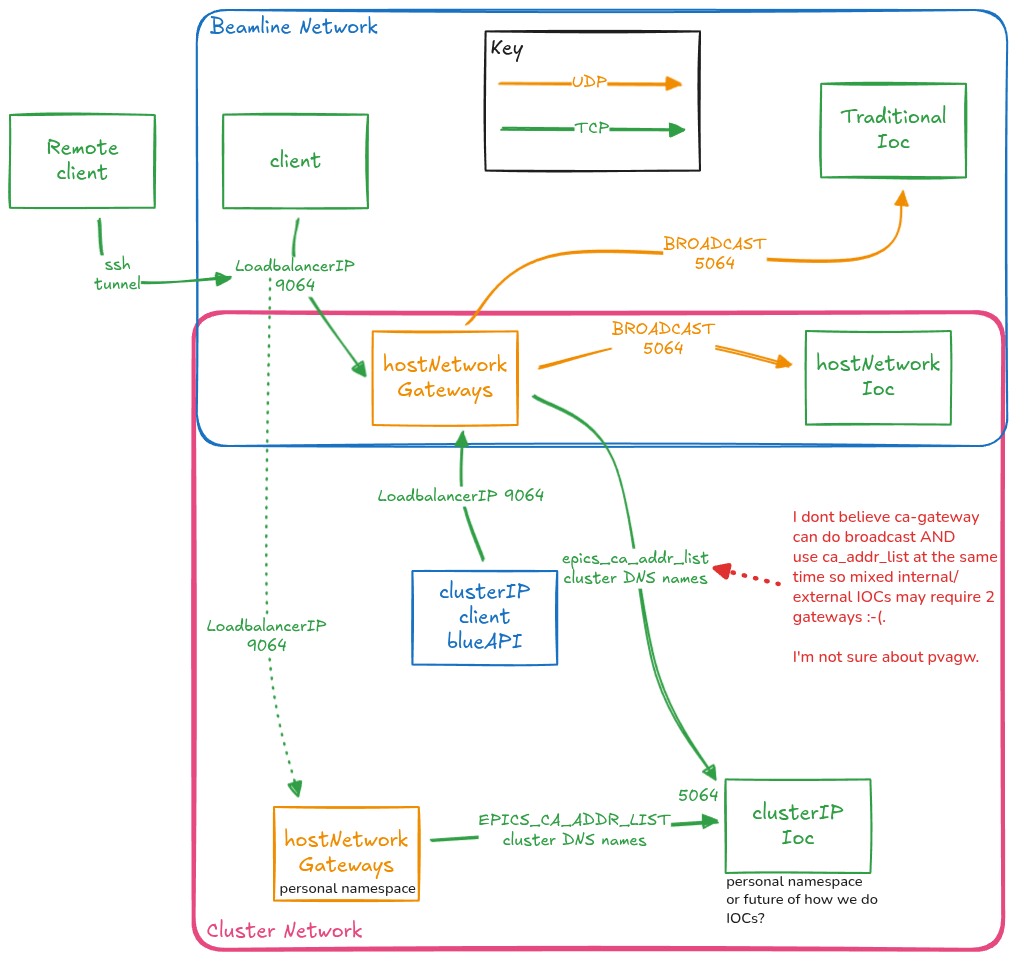 Beamline Network
Key
UDP
TCP
Remote
client
client
Traditional
Ioc
ssh
tunnel
LoadbalancerIP
9064
BROADCAST
5064
hostNetwork
Gateways
BROADCAST
5064
hostNetwork
Ioc
LoadbalancerIP 9064
epics_ca_addr_list
cluster DNS names
I dont believe ca-gateway
can do broadcast AND
use ca_addr_list at the same
time so mixed internal/
external IOCs may require 2
gateways :-(.
I'm not sure about pvagw.
clusterIP
client
blueAPI
LoadbalancerIP
9064
hostNetwork
Gateways
personal namespace
EPICS_CA_ADDR_LIST
cluster DNS names
5064
clusterIP
Ioc
personal namespace
or future of how we do
IOCs?
Cluster Network